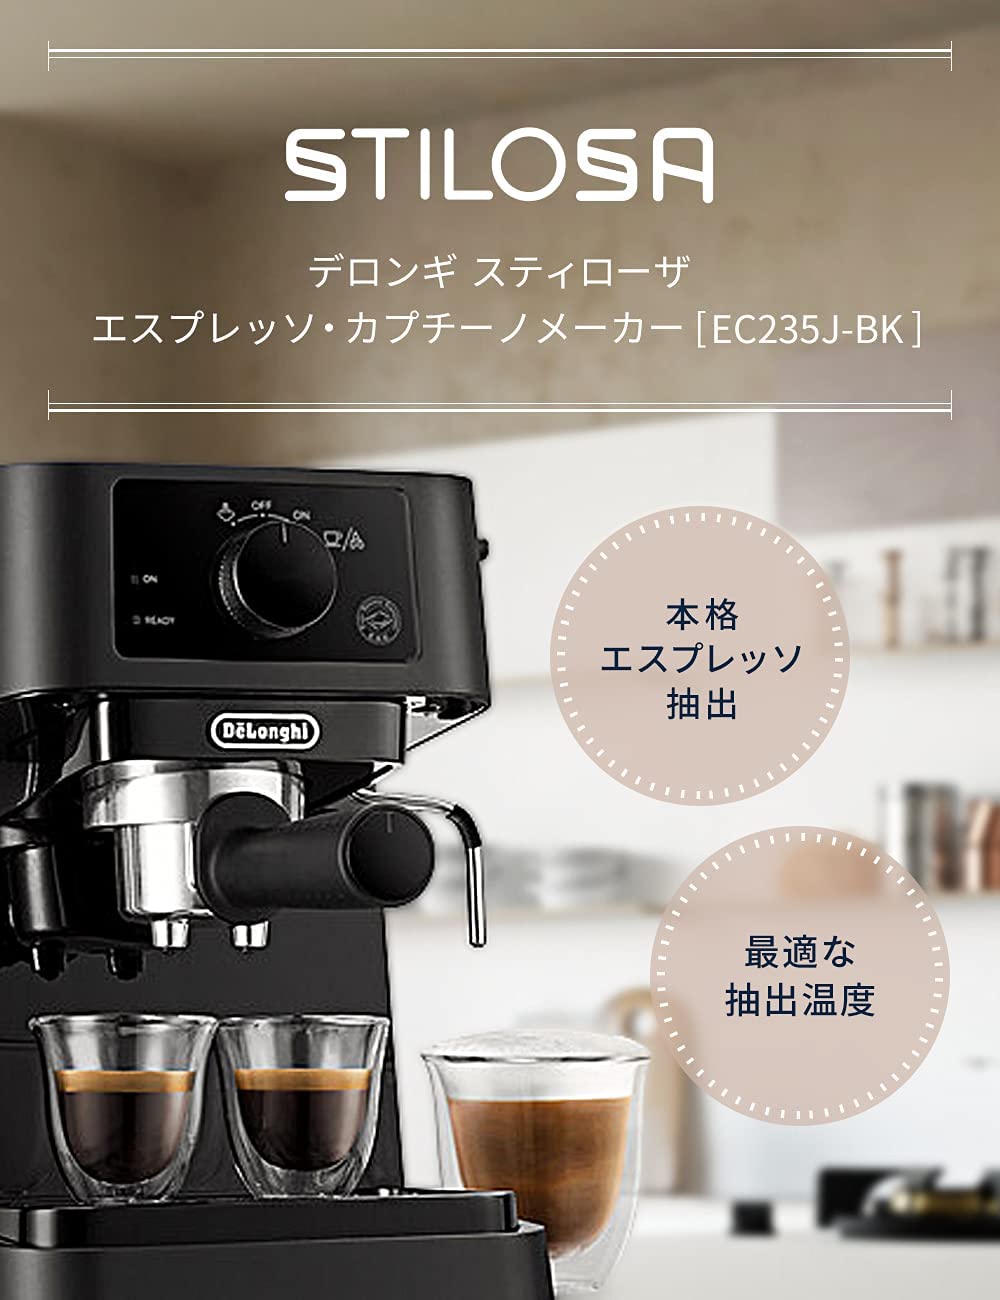 STILOSA
デロンギ スティローザ
エスプレッソ・カプチーノメーカー［EC235J-BK］
OFF
ON
ON
READY
DeLonghi
本格
エスプレッソ
抽出
最適な
抽出温度